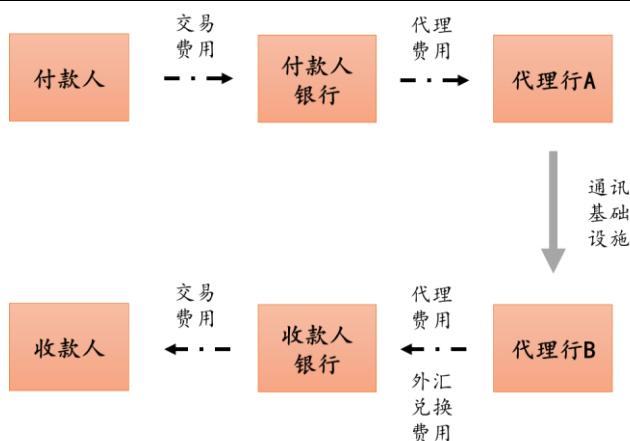 交易
费用
代理
费用
付款人
付款人
银行
代理行A
通讯
基础
设施
交易
费用
代理
费用
收款人
收款人
银行
代理行B
外汇
兑换
费用